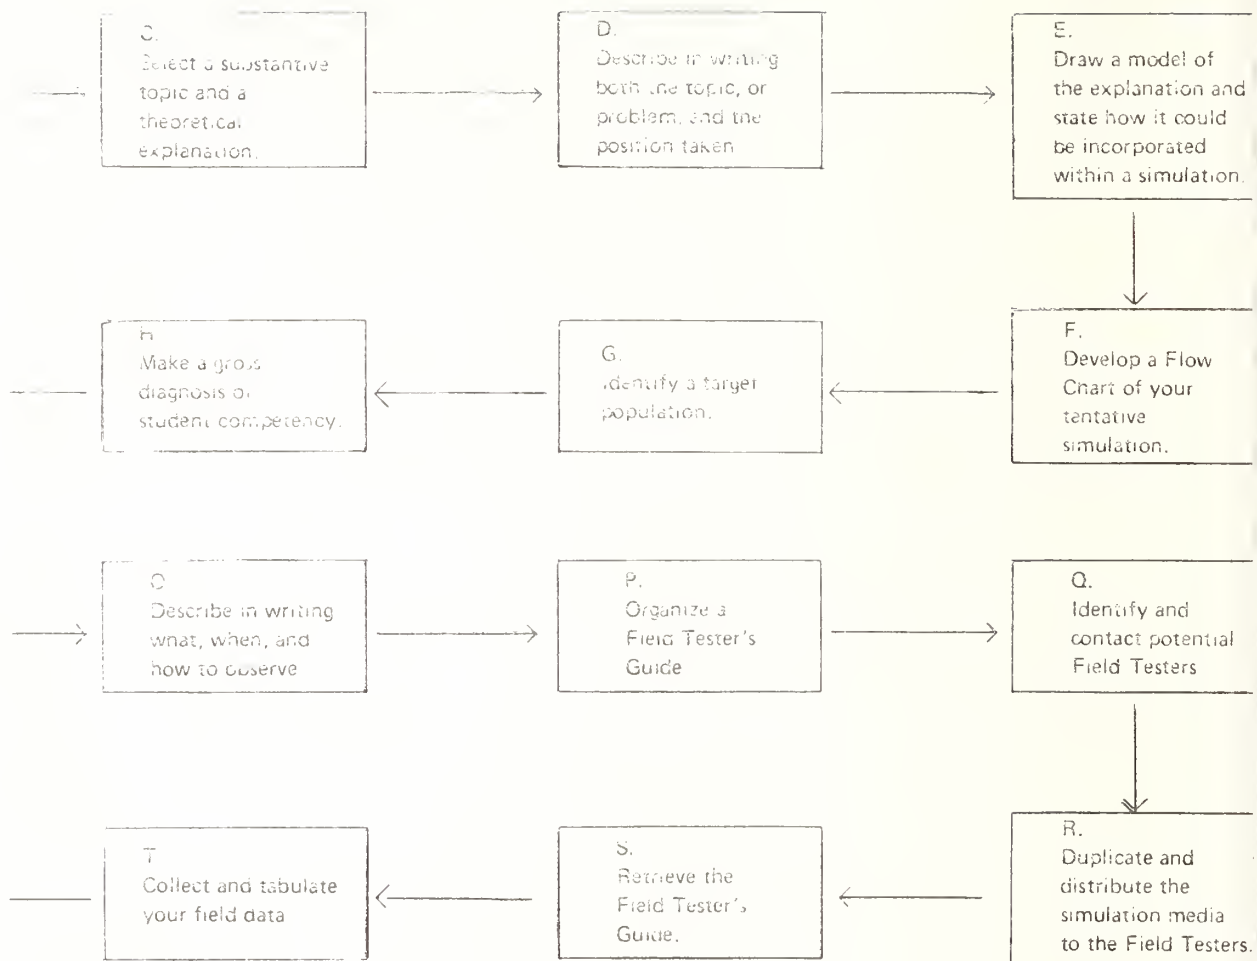 C.
Select a substantive
topic and a
theoretical
explanation.
D.
Describe in writing
both the topic, or
problem, and the
position taken
E.
Draw a model of
the explanation and
state how it could
be incorporated
within a simulation.
F.
Develop a Flow
Chart of your
tentative
simulation.
G.
Identify a target
population.
H
Make a gross
diagnosis of
student competency.
O
Describe in writing
what, when, and
how to observe
P.
Organize a
Field Tester's
Guide
Q.
Identify and
contact potential
Field Testers
R.
Duplicate and
distribute the
simulation media
to the Field Testers.
S.
Retrieve the
Field Tester's
Guide.
T
Collect and tabulate
your field data